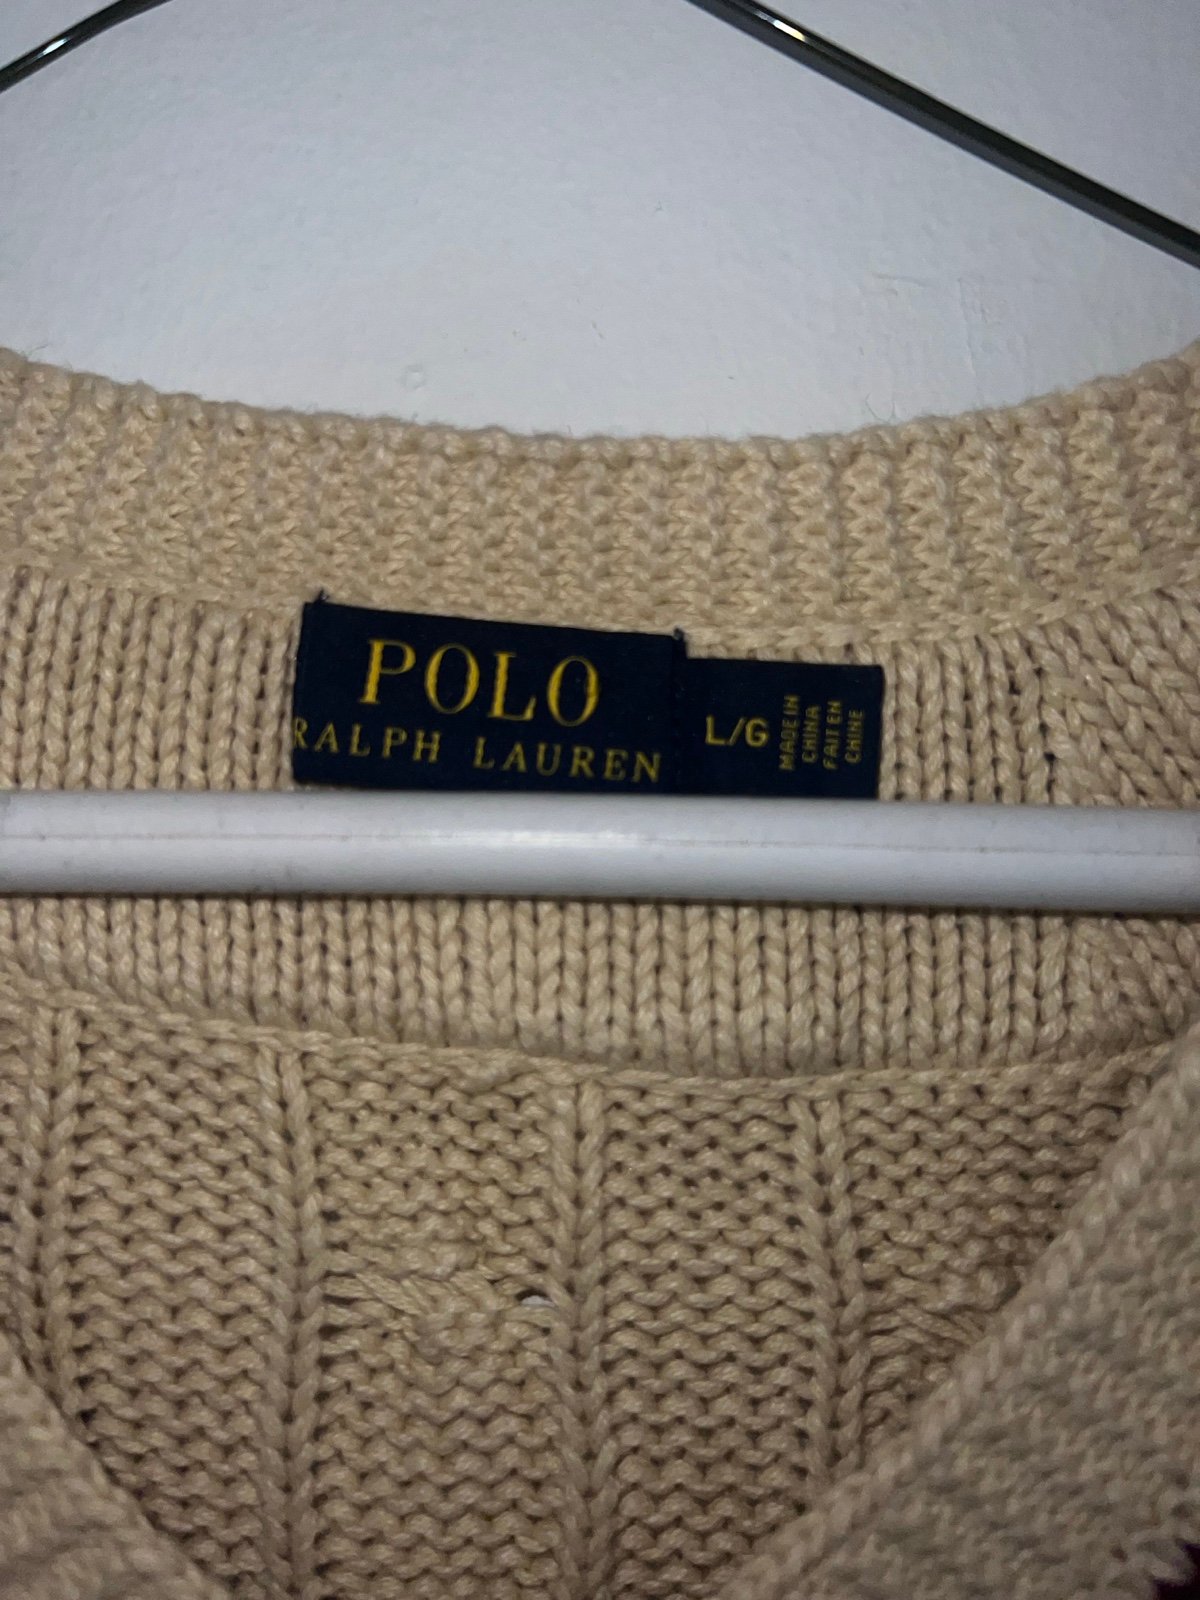 POLO
RALPH LAUREN
L/G
MADE IN
CHINA
FAIT EN
CHINE